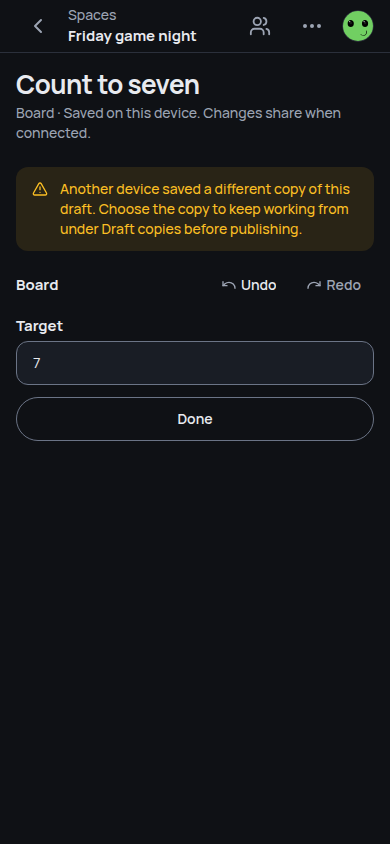 Spaces
Friday game night
Count to seven
Board · Saved on this device. Changes share when
connected.
Another device saved a different copy of this
draft. Choose the copy to keep working from
under Draft copies before publishing.
Board
Undo
Redo
Target
7
Done